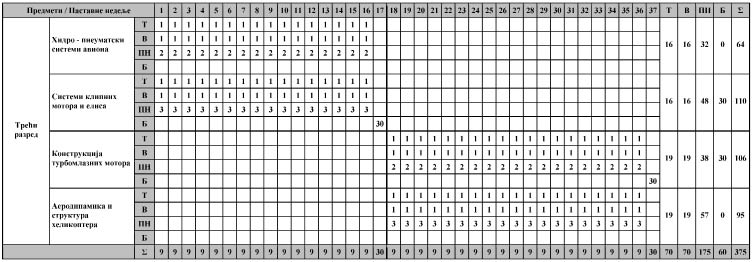 Предмети / Наставне недеље 1 2 3 4 5 6 7 8 9 10 11 12 13 14 15 16 17 18 19 20 21 22 23 24 25 26 27 28 29 30 31 32 33 34 35 36 37 Т В ПН Б Σ
Трећи
разред
Хидро - пнеуматски
системи авиона
Т 1 1 1 1 1 1 1 1 1 1 1 1 1 1 1 1
В 1 1 1 1 1 1 1 1 1 1 1 1 1 1 1 1
ПН 2 2 2 2 2 2 2 2 2 2 2 2 2 2 2 2
Б
16 16 32 0 64
Системи клипних
мотора и елиса
Т 1 1 1 1 1 1 1 1 1 1 1 1 1 1 1 1
В 1 1 1 1 1 1 1 1 1 1 1 1 1 1 1 1
ПН 3 3 3 3 3 3 3 3 3 3 3 3 3 3 3 3
Б 30
16 16 48 30 110
Конструкција
турбомлазних мотора
Т 1 1 1 1 1 1 1 1 1 1 1 1 1 1 1 1 1 1 1
В 1 1 1 1 1 1 1 1 1 1 1 1 1 1 1 1 1 1 1
ПН 2 2 2 2 2 2 2 2 2 2 2 2 2 2 2 2 2 2 2
Б 30
19 19 38 30 106
Аеродинамика и
структура
хеликоптера
Т 1 1 1 1 1 1 1 1 1 1 1 1 1 1 1 1 1 1 1
В 1 1 1 1 1 1 1 1 1 1 1 1 1 1 1 1 1 1 1
ПН 3 3 3 3 3 3 3 3 3 3 3 3 3 3 3 3 3 3 3
Б
19 19 57 0 95
Σ 9 9 9 9 9 9 9 9 9 9 9 9 9 9 9 9 30 9 9 9 9 9 9 9 9 9 9 9 9 9 9 9 9 9 9 9 30 70 70 175 60 375